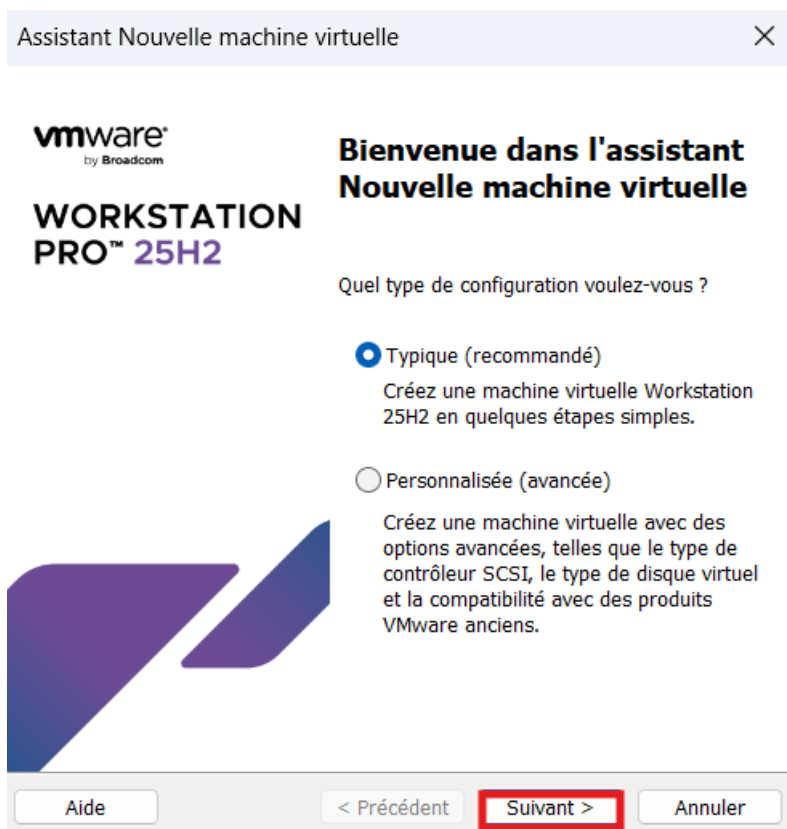 Assistant Nouvelle machine virtuelle
vmware®
by Broadcom
WORKSTATION
PRO™ 25H2
Bienvenue dans l'assistant
Nouvelle machine virtuelle
Quel type de configuration voulez-vous ?
Typique (recommandé)
Créez une machine virtuelle Workstation
25H2 en quelques étapes simples.
Personnalisée (avancée)
Créez une machine virtuelle avec des
options avancées, telles que le type de
contrôleur SCSI, le type de disque virtuel
et la compatibilité avec des produits
VMware anciens.
Aide
< Précédent
Suivant >
Annuler